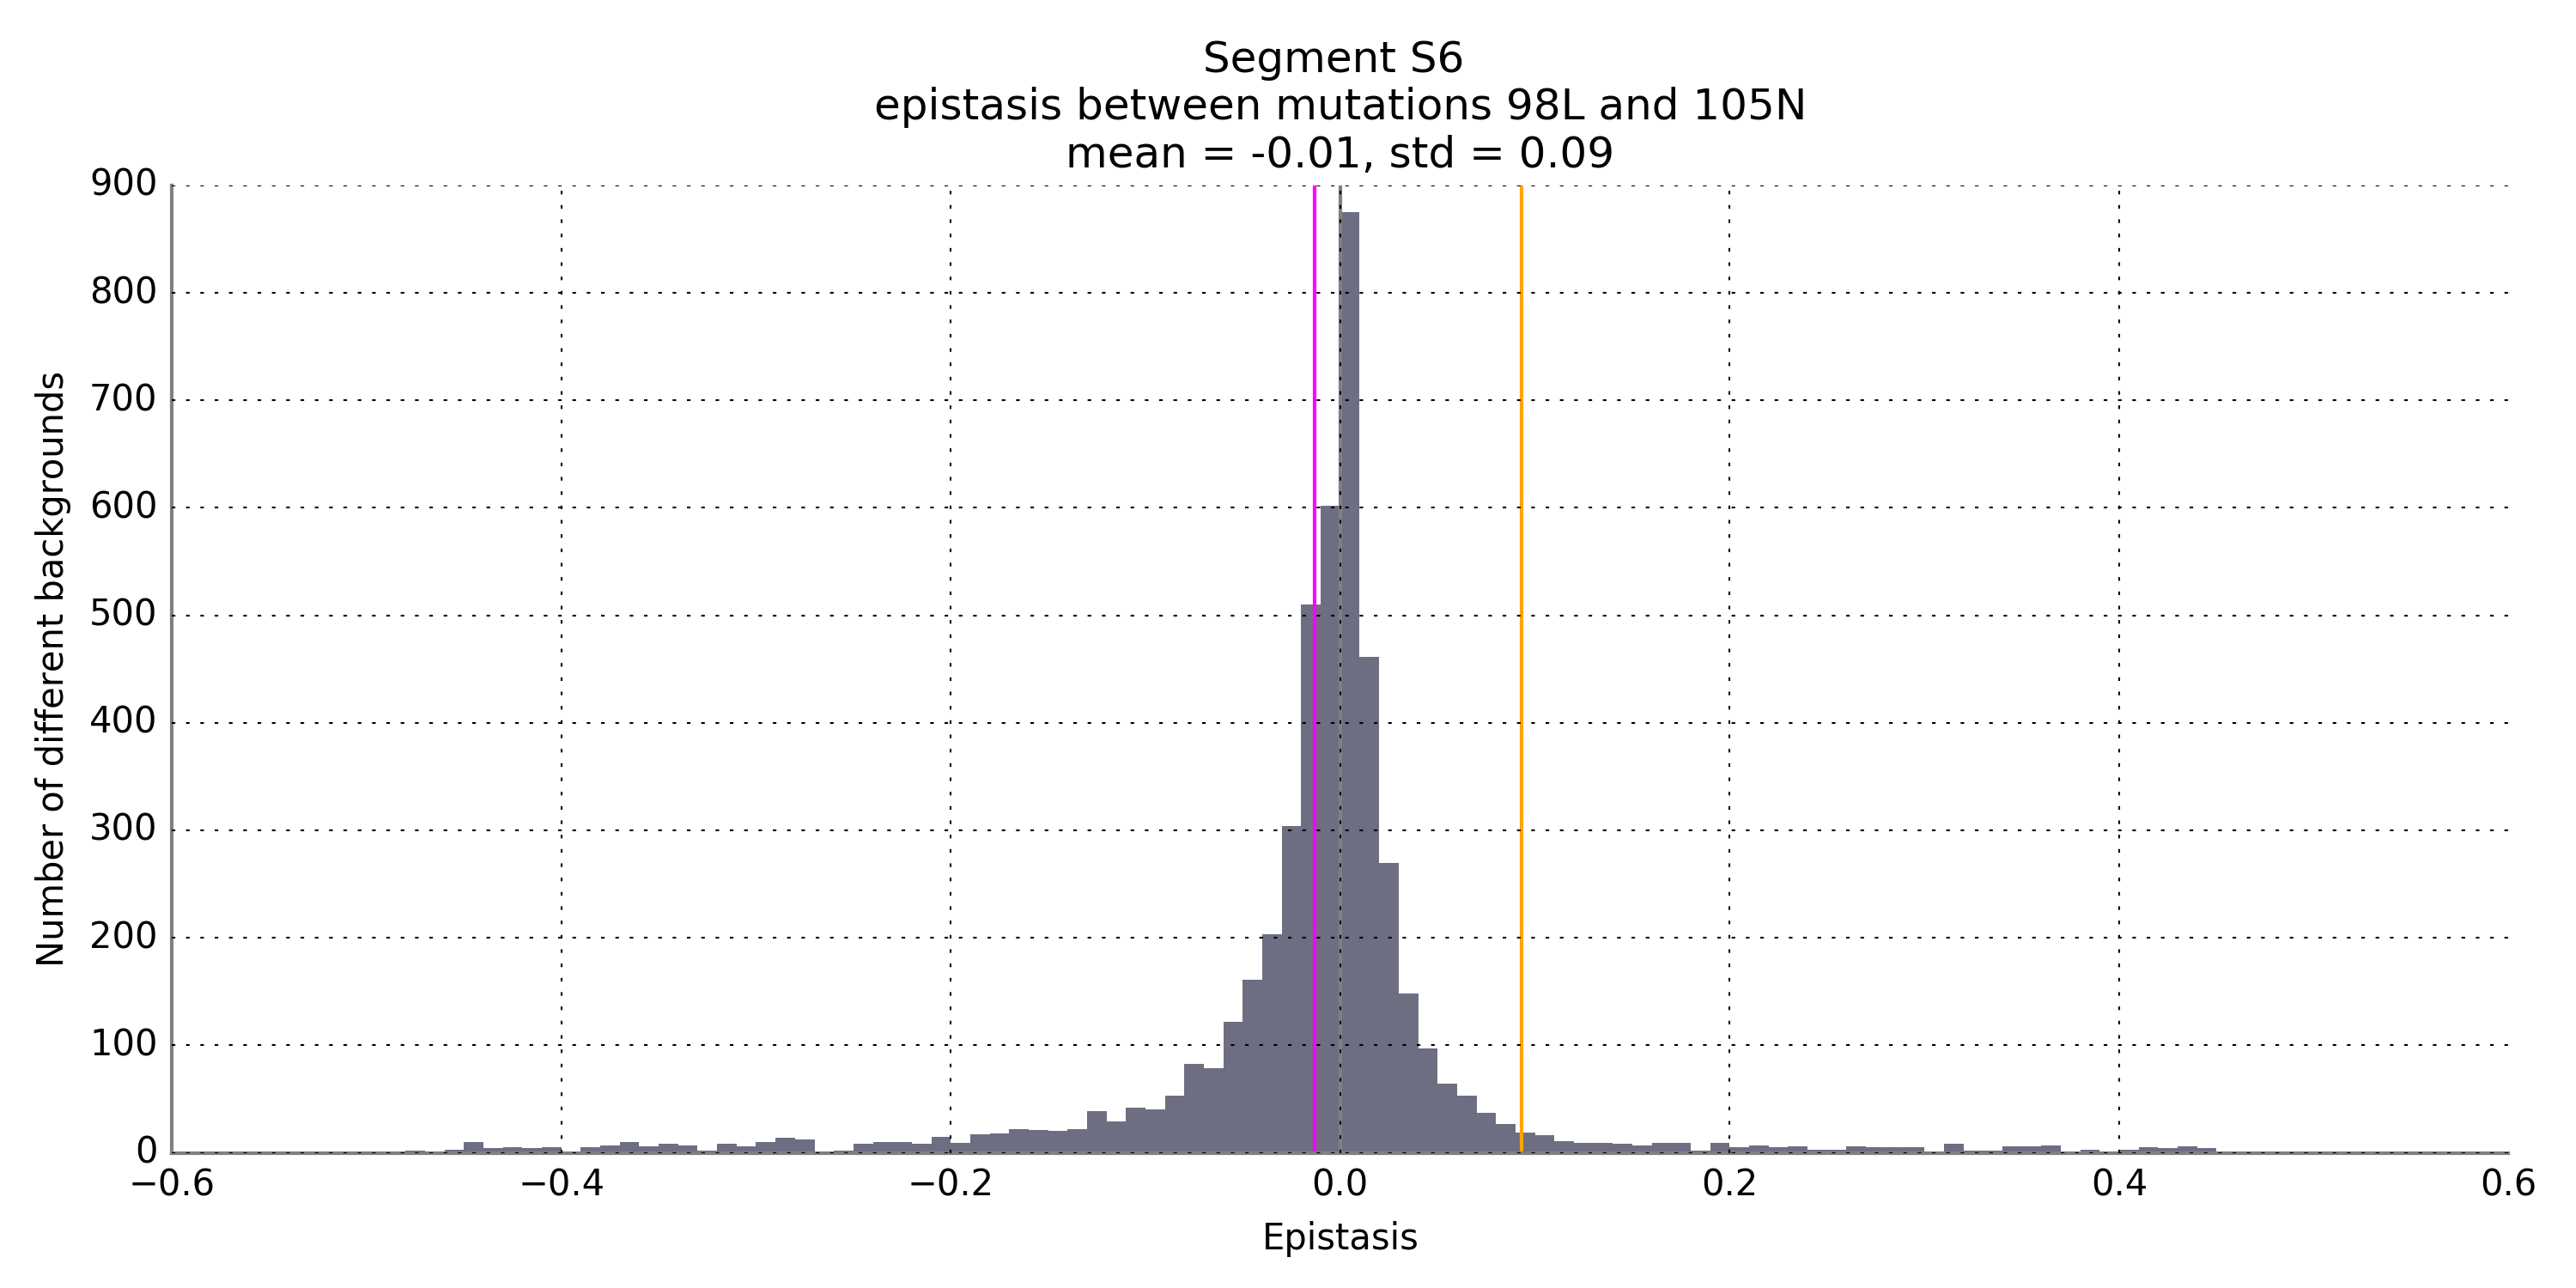 Segment S6
epistasis between mutations 98L and 105N
mean = -0.01, std = 0.09
Number of different backgrounds
900
800
700
600
500
400
300
200
100
0
−0.6 −0.4 −0.2 0.0 0.2 0.4 0.6
Epistasis